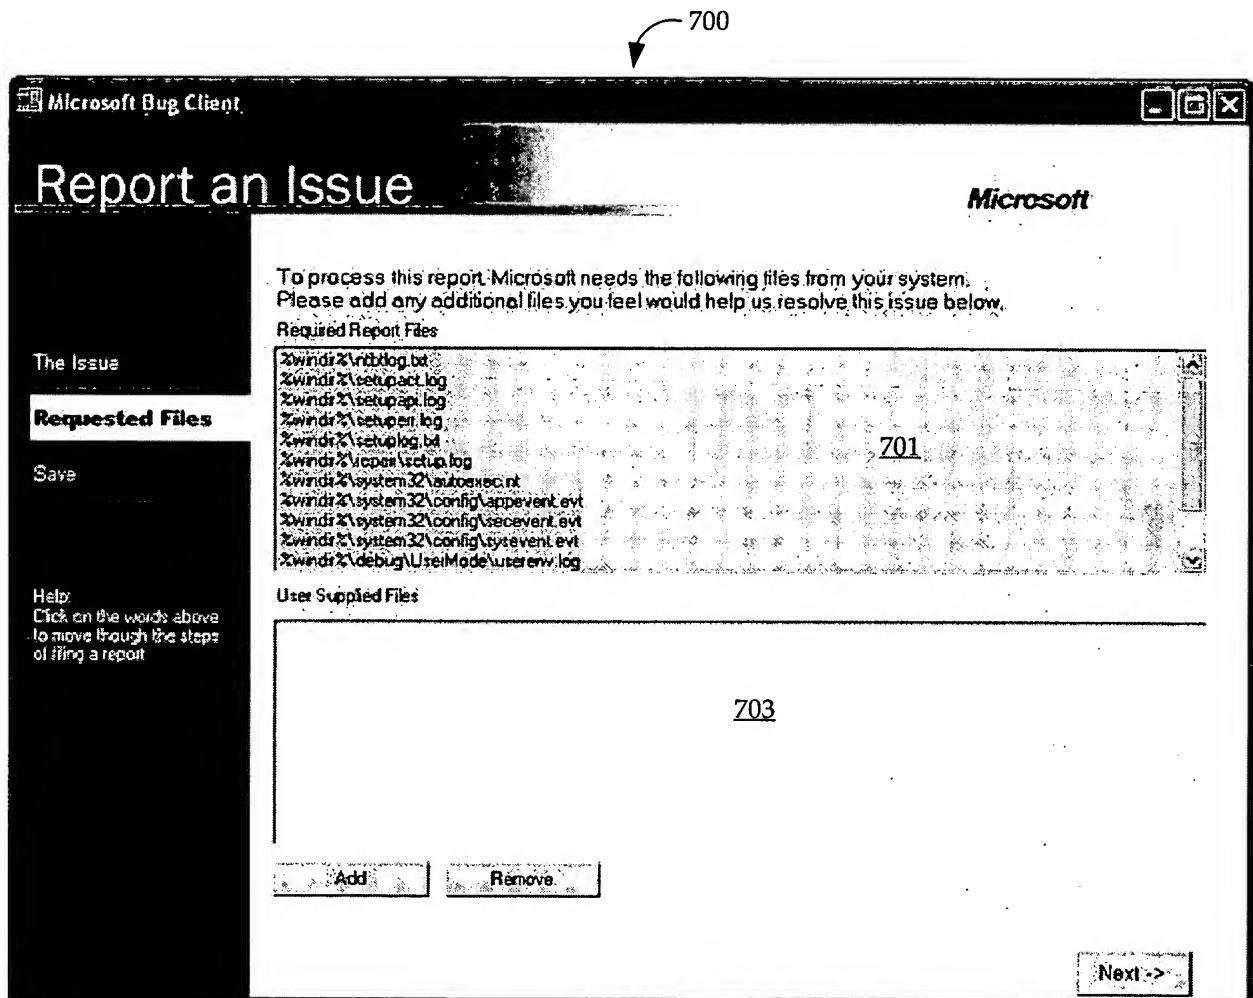 700
Microsoft Bug Client
Report an Issue
Microsoft
To process this report Microsoft needs the following files from your system.
Please add any additional files you feel would help us resolve this issue below.
Required Report Files
The Issue
Requested Files
Save
Help:
Click on the words above
to move though the steps
of filing a report
%windir%\ntbtlog.txt
%windir%\setupact.log
%windir%\setupapi.log
%windir%\setuperr.log
%windir%\setuplog.txt
%windir%\repair\setup.log
%windir%\system32\autoexec.nt
%windir%\system32\config\appevent.evt
%windir%\system32\config\secevent.evt
%windir%\system32\config\sysevent.evt
%windir%\debug\UserMode\userenv.log
701
User Supplied Files
703
Add
Remove
Next ->